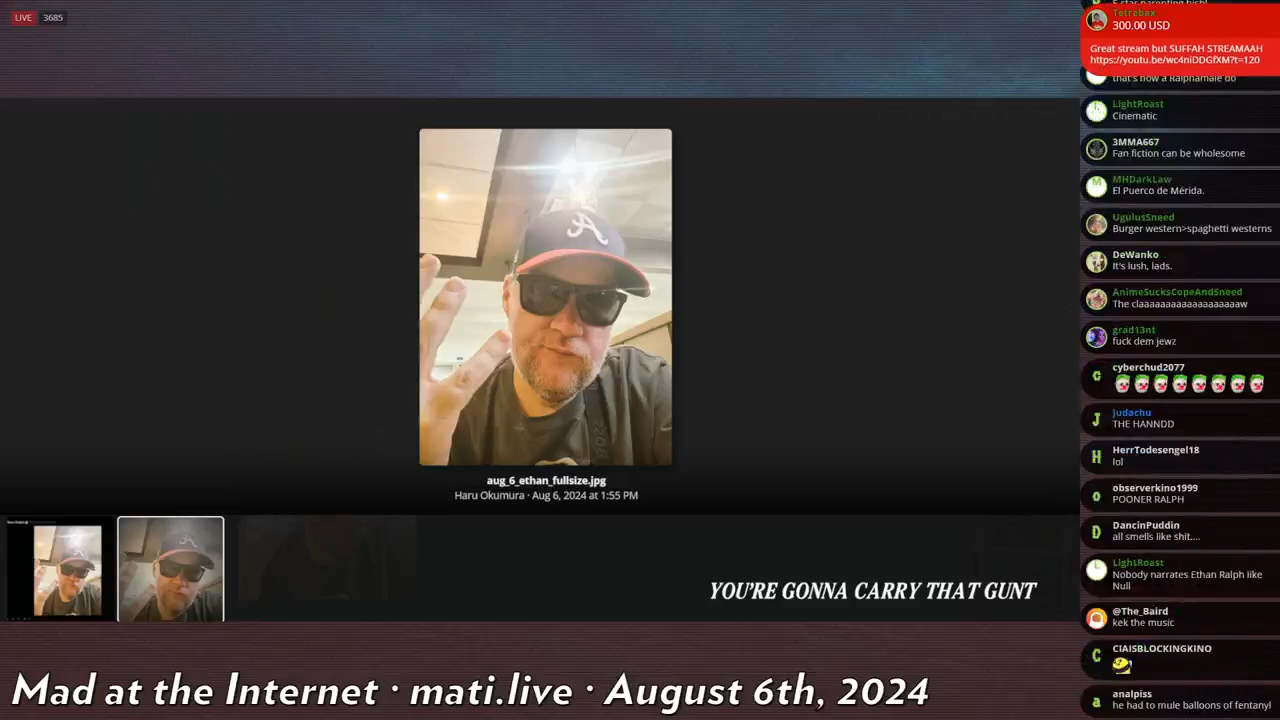 LIVE 3685
A
aug_6_ethan_fullsize.jpg
Haru Okumura · Aug 6, 2024 at 1:55 PM
YOU'RE GONNA CARRY THAT GUNT
Mad at the Internet · mati.live · August 6th, 2024
Tetrabax
300.00 USD
Great stream but SUFFAH STREAMAAH
https://youtu.be/wc4niDDGfXM?t=120
that's how a Ralphamale do
LightRoast
Cinematic
3MMA667
Fan fiction can be wholesome
MHDarkLaw
El Puerco de Mérida.
UgulusSneed
Burger western>spaghetti westerns
DeWanko
It's lush, lads.
AnimeSucksCopeAndSneed
The claaaaaaaaaaaaaaaaaaw
grad13nt
fuck dem jewz
cyberchud2077
Judachu
THE HANNDD
HerrTodesengel18
lol
observerkino1999
POONER RALPH
DancinPuddin
all smells like shit....
LightRoast
Nobody narrates Ethan Ralph like
Null
@The_Baird
kek the music
CIAISBLOCKINGKINO
analpiss
he had to mule balloons of fentanyl